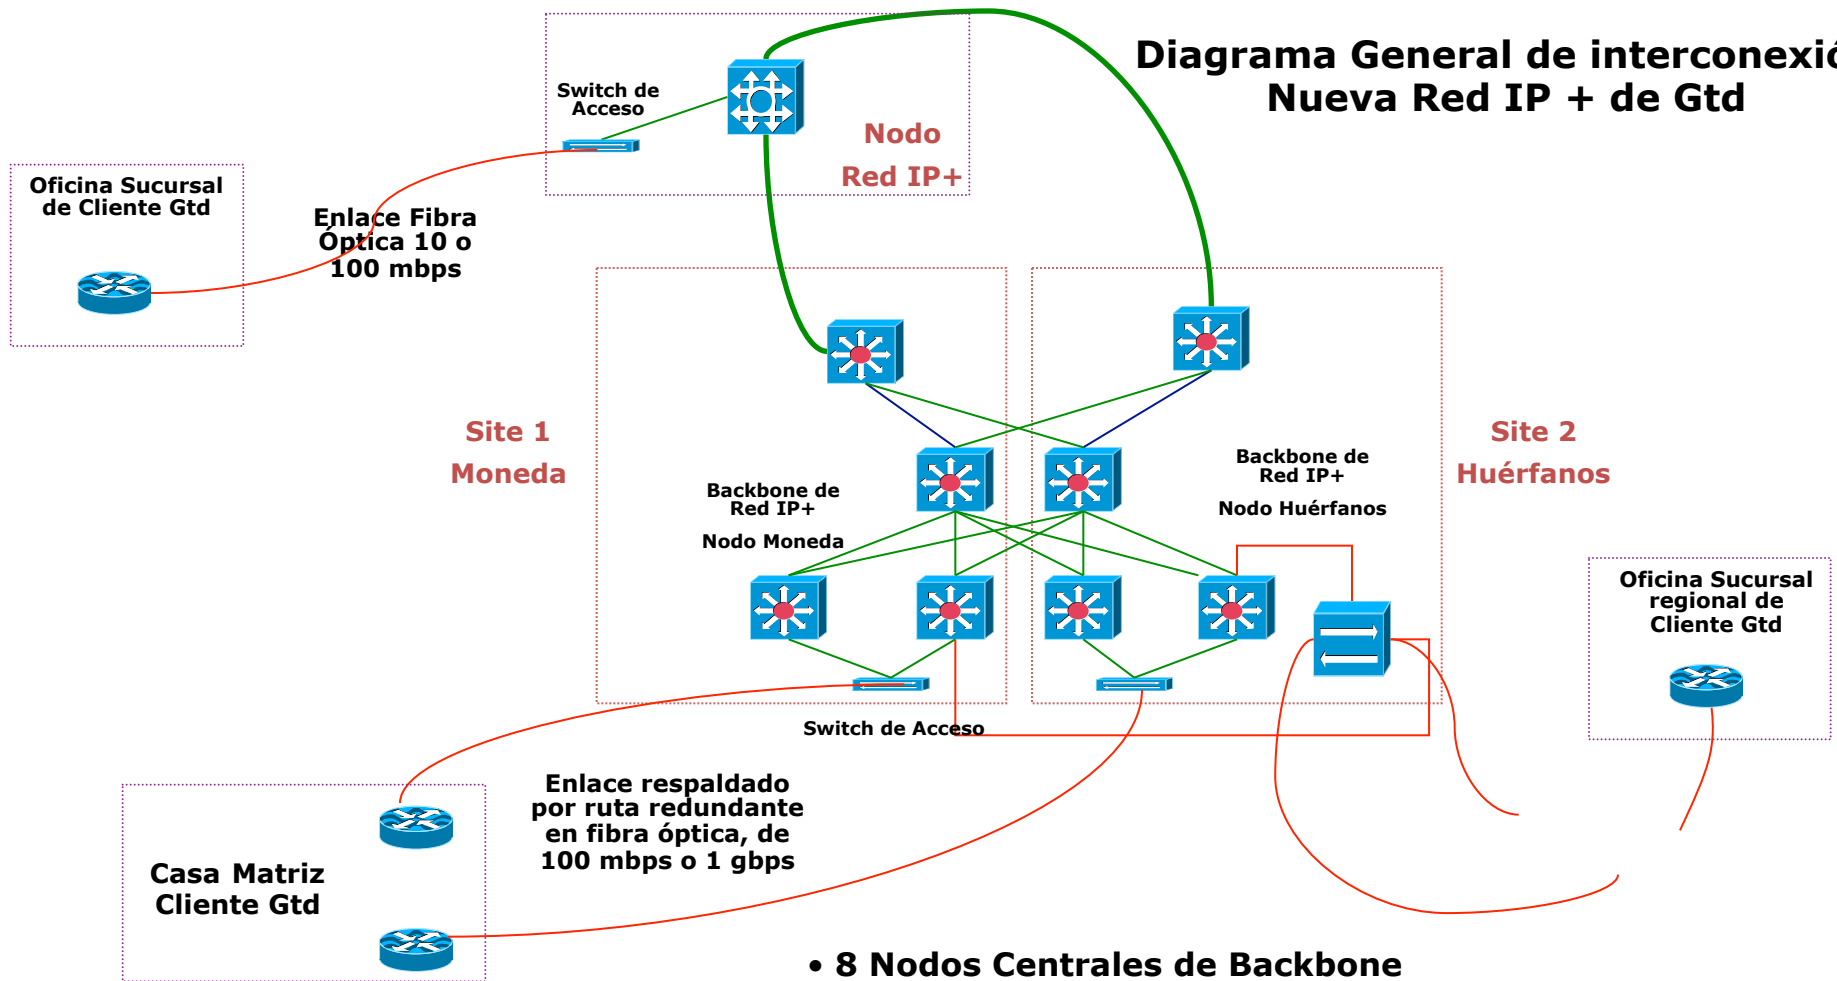 Diagrama General de interconexió
Nueva Red IP + de Gtd
Switch de
Acceso
Nodo
Red IP+
Oficina Sucursal
de Cliente Gtd
Enlace Fibra
Óptica 10 o
100 mbps
Site 1
Moneda
Backbone de
Red IP+
Nodo Moneda
Backbone de
Red IP+
Nodo Huérfanos
Site 2
Huérfanos
Oficina Sucursal
regional de
Cliente Gtd
Switch de Acceso
Enlace respaldado
por ruta redundante
en fibra óptica, de
100 mbps o 1 gbps
Casa Matriz
Cliente Gtd
• 8 Nodos Centrales de Backbone